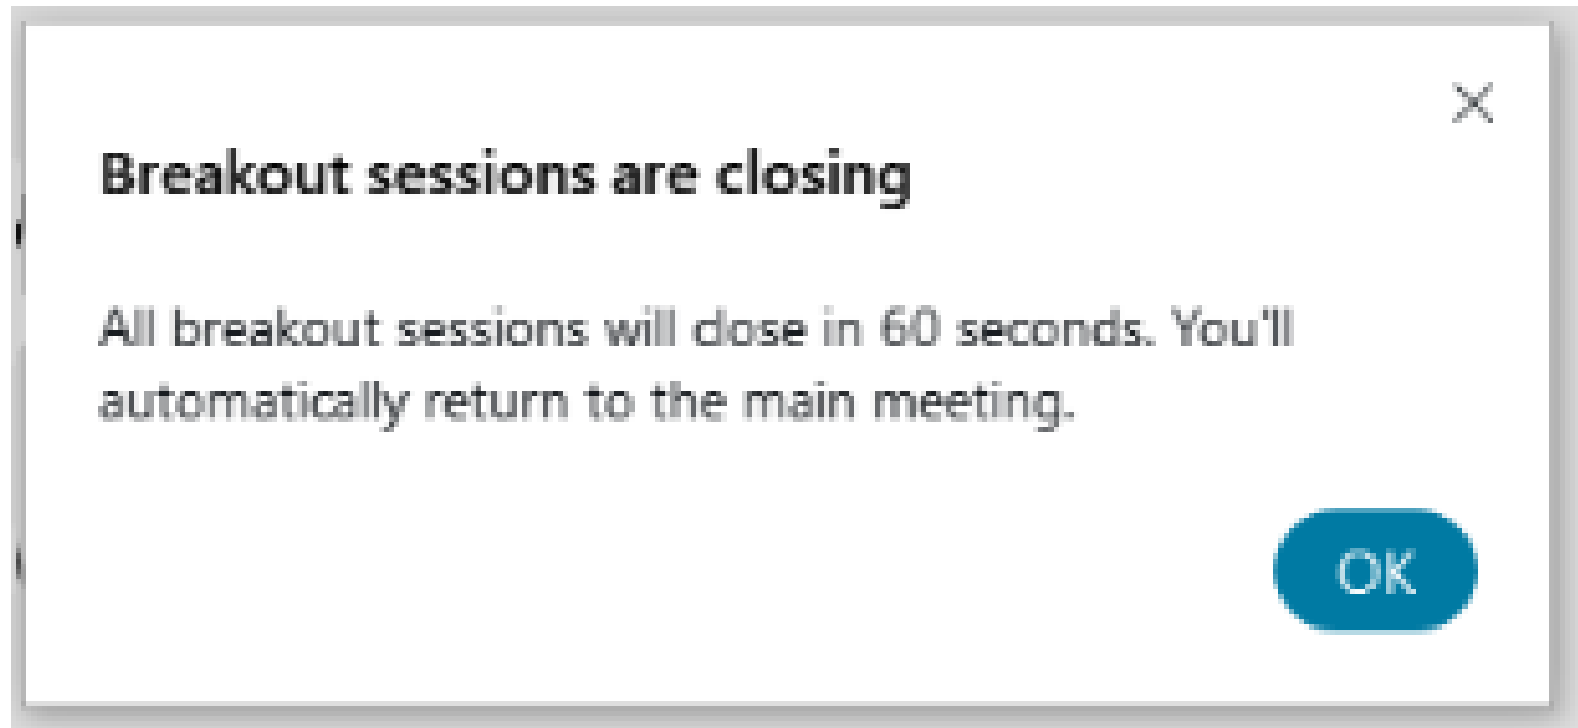 Breakout sessions are closing
All breakout sessions will close in 60 seconds. You'll
automatically return to the main meeting.
OK